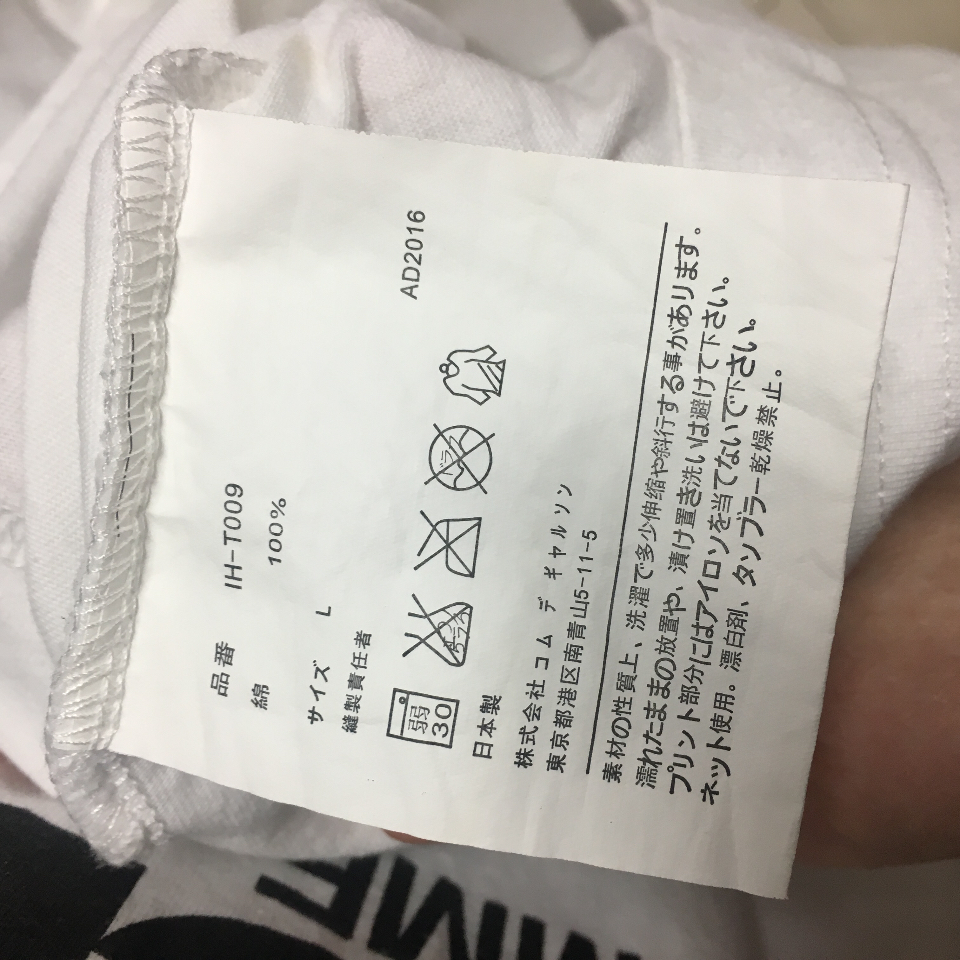 品番 IH-T009
綿 100%
サイズ L
縫製責任者
AD2016
弱
30
日本製
株式会社コム デ ギャルソン
東京都港区南青山5-11-5
素材の性質上、洗濯で多少伸縮や斜行する事があります。
濡れたままの放置や、漬け置き洗いは避けて下さい。
プリント部分にはアイロンを当てないで下さい。
ネット使用。漂白剤、タンブラー乾燥禁止。